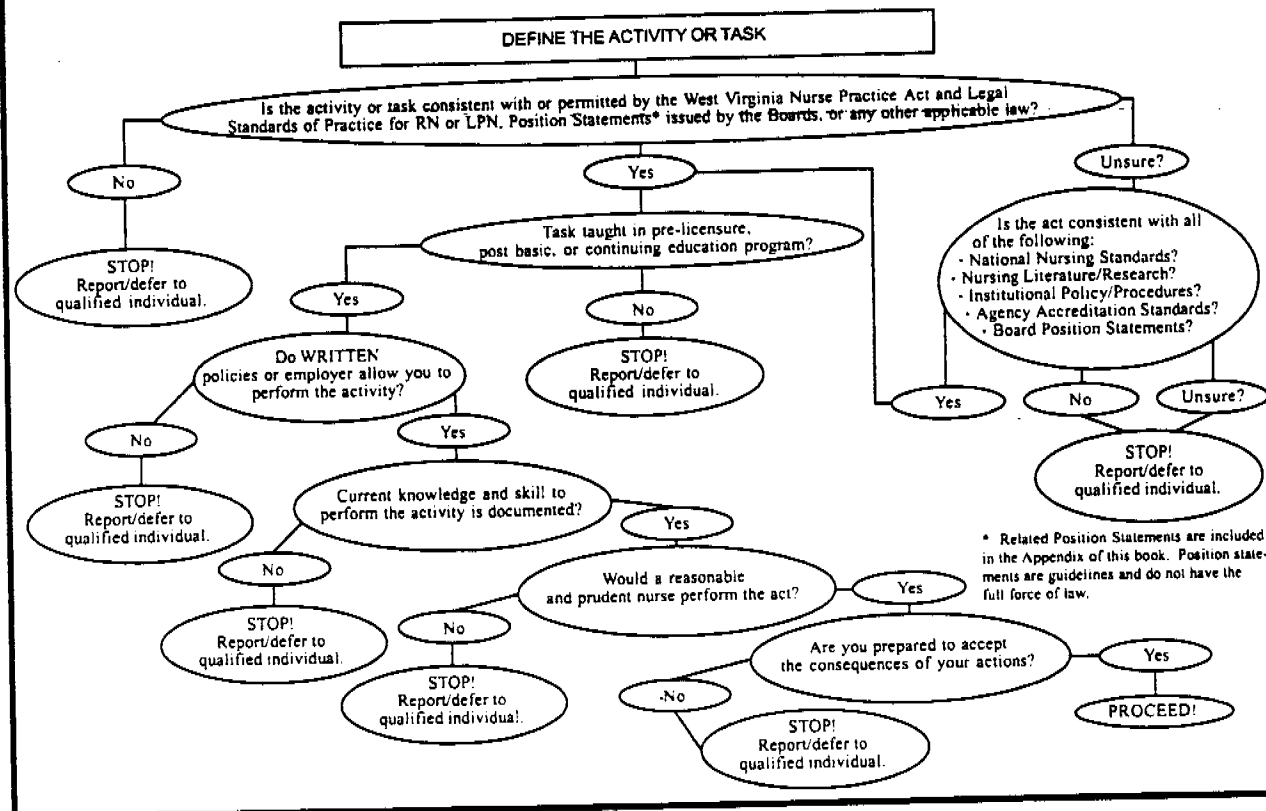 DEFINE THE ACTIVITY OR TASK
Is the activity or task consistent with or permitted by the West Virginia Nurse Practice Act and Legal
Standards of Practice for RN or LPN, Position Statements* issued by the Boards, or any other applicable law?
No
Yes
Unsure?
STOP!
Report/defer to
qualified individual.
Task taught in pre-licensure,
post basic, or continuing education program?
Is the act consistent with all
of the following:
- National Nursing Standards?
- Nursing Literature/Research?
- Institutional Policy/Procedures?
- Agency Accreditation Standards?
- Board Position Statements?
Yes
No
STOP!
Report/defer to
qualified individual.
Yes
No
Unsure?
STOP!
Report/defer to
qualified individual.
Do WRITTEN
policies or employer allow you to
perform the activity?
No
Yes
STOP!
Report/defer to
qualified individual.
Current knowledge and skill to
perform the activity is documented?
No
Yes
STOP!
Report/defer to
qualified individual.
* Related Position Statements are included
in the Appendix of this book. Position state-
ments are guidelines and do not have the
full force of law.
Would a reasonable
and prudent nurse perform the act?
No
Yes
STOP!
Report/defer to
qualified individual.
Are you prepared to accept
the consequences of your actions?
-No
Yes
STOP!
Report/defer to
qualified individual.
PROCEED!